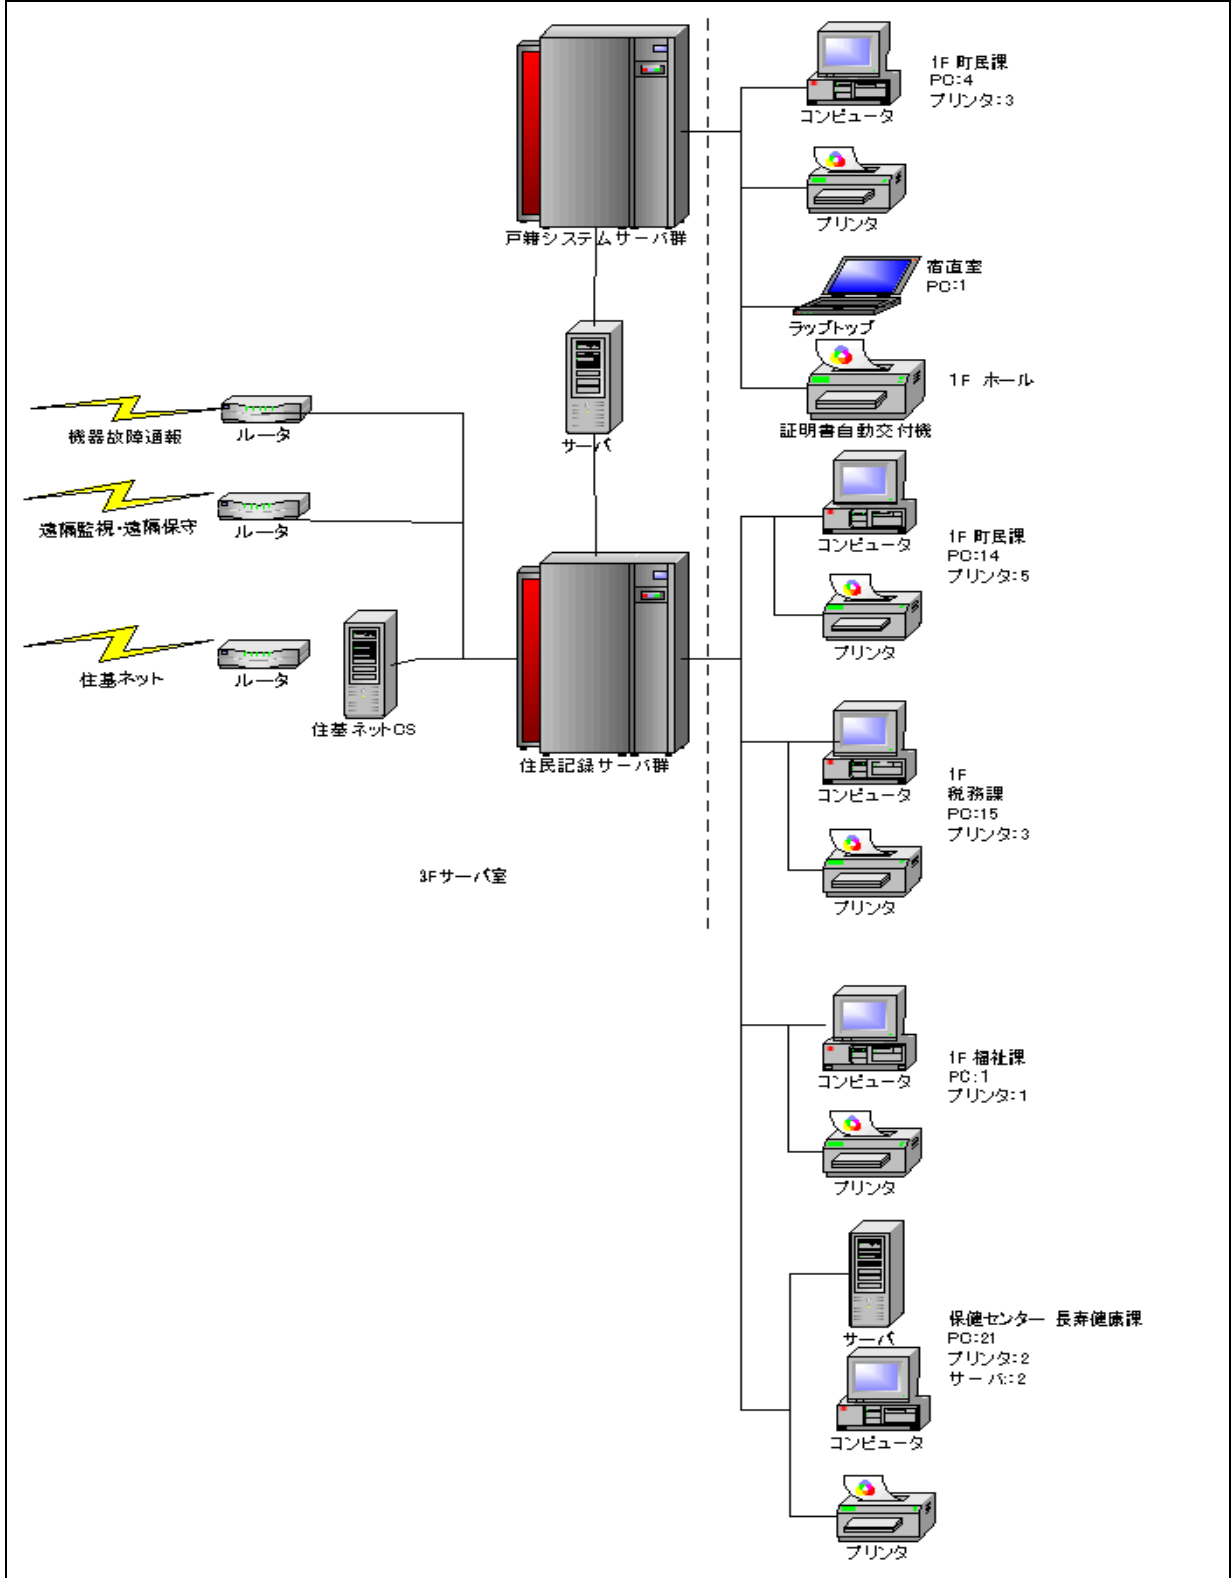 1F 町民課
PC:4
プリンタ:3
コンピュータ
プリンタ
戸籍システムサーバ群
宿直室
PC:1
ラップトップ
1F ホール
証明書自動交付機
サーバ
機器故障通報
ルータ
遠隔監視・遠隔保守
ルータ
住基ネット
ルータ
住基ネットCS
住民記録サーバ群
3Fサーバ室
コンピュータ
1F 町民課
PC:14
プリンタ:5
プリンタ
コンピュータ
1F
税務課
PC:15
プリンタ:3
プリンタ
コンピュータ
1F 福祉課
PC:1
プリンタ:1
プリンタ
サーバ
保健センター 長寿健康課
PC:21
プリンタ:2
サーバ:2
コンピュータ
プリンタ